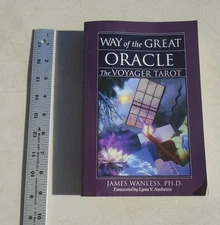 WAY of the GREAT
ORACLE
The VOYAGER TAROT
JAMES WANLESS, PH.D.
Foreword by Lynn V. Andrews